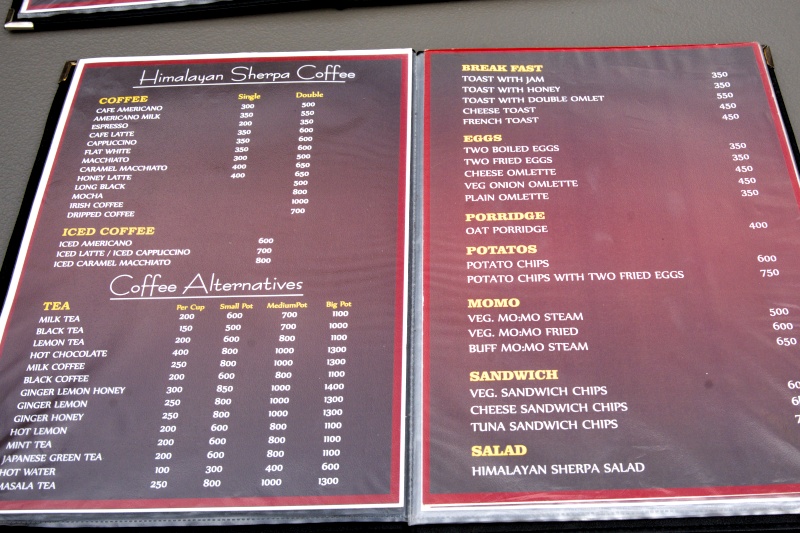 Himalayan Sherpa Coffee
COFFEE Single Double
CAFE AMERICANO 300 500
AMERICANO MILK 350 550
ESPRESSO 200 350
CAFE LATTE 350 600
CAPPUCCINO 350 600
FLAT WHITE 350 600
MACCHIATO 300 500
CARAMEL MACCHIATO 400 650
HONEY LATTE 400 650
LONG BLACK 500
MOCHA 800
IRISH COFFEE 1000
DRIPPED COFFEE 700
ICED COFFEE
ICED AMERICANO 600
ICED LATTE / ICED CAPPUCCINO 700
ICED CARAMEL MACCHIATO 800
Coffee Alternatives
TEA Per Cup Small Pot MediumPot Big Pot
MILK TEA 200 600 700 1100
BLACK TEA 150 500 700 1000
LEMON TEA 200 600 800 1100
HOT CHOCOLATE 400 800 1000 1300
MILK COFFEE 250 800 1000 1300
BLACK COFFEE 200 600 800 1100
GINGER LEMON HONEY 300 850 1000 1400
GINGER LEMON 250 800 1000 1300
GINGER HONEY 250 800 1000 1300
HOT LEMON 200 600 800 1100
MINT TEA 200 600 800 1100
JAPANESE GREEN TEA 200 600 800 1100
HOT WATER 100 300 400 600
MASALA TEA 250 800 1000 1300
BREAK FAST
TOAST WITH JAM 350
TOAST WITH HONEY 350
TOAST WITH DOUBLE OMLET 550
CHEESE TOAST 450
FRENCH TOAST 450
EGGS
TWO BOILED EGGS 350
TWO FRIED EGGS 350
CHEESE OMLETTE 450
VEG ONION OMLETTE 450
PLAIN OMLETTE 350
PORRIDGE
OAT PORRIDGE 400
POTATOS
POTATO CHIPS 600
POTATO CHIPS WITH TWO FRIED EGGS 750
MOMO
VEG. MO:MO STEAM 500
VEG. MO:MO FRIED 600
BUFF MO:MO STEAM 650
SANDWICH
VEG. SANDWICH CHIPS
CHEESE SANDWICH CHIPS
TUNA SANDWICH CHIPS
SALAD
HIMALAYAN SHERPA SALAD